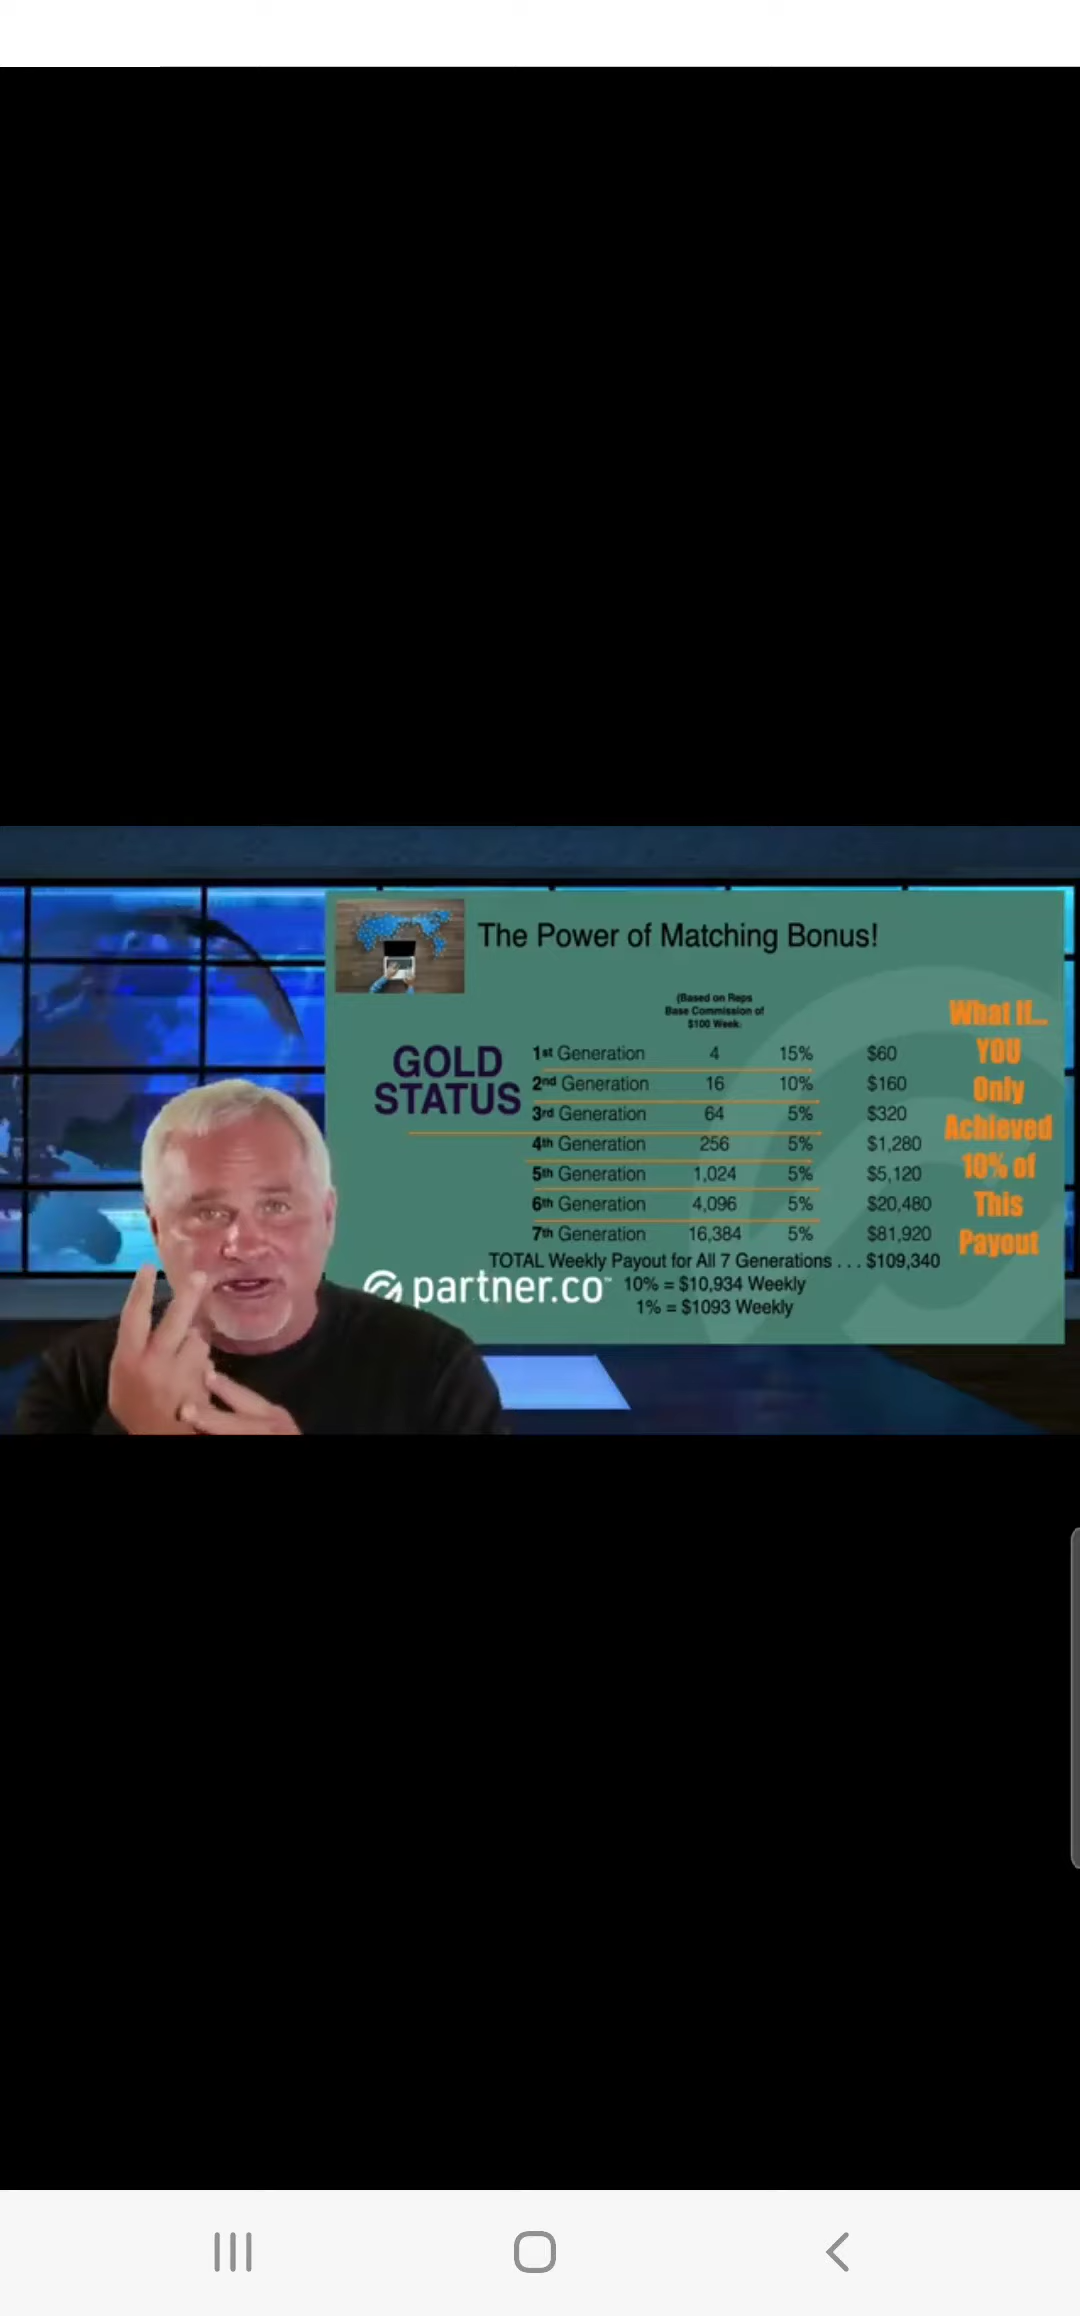 The Power of Matching Bonus!
(Based on Reps
Base Commission of
$100 Week.
GOLD
STATUS
1st Generation 4 15% $60
2nd Generation 16 10% $160
3rd Generation 64 5% $320
4th Generation 256 5% $1,280
5th Generation 1,024 5% $5,120
6th Generation 4,096 5% $20,480
7th Generation 16,384 5% $81,920
TOTAL Weekly Payout for All 7 Generations . . . $109,340
10% = $10,934 Weekly
1% = $1093 Weekly
partner.co™
What If...
YOU
Only
Achieved
10% of
This
Payout